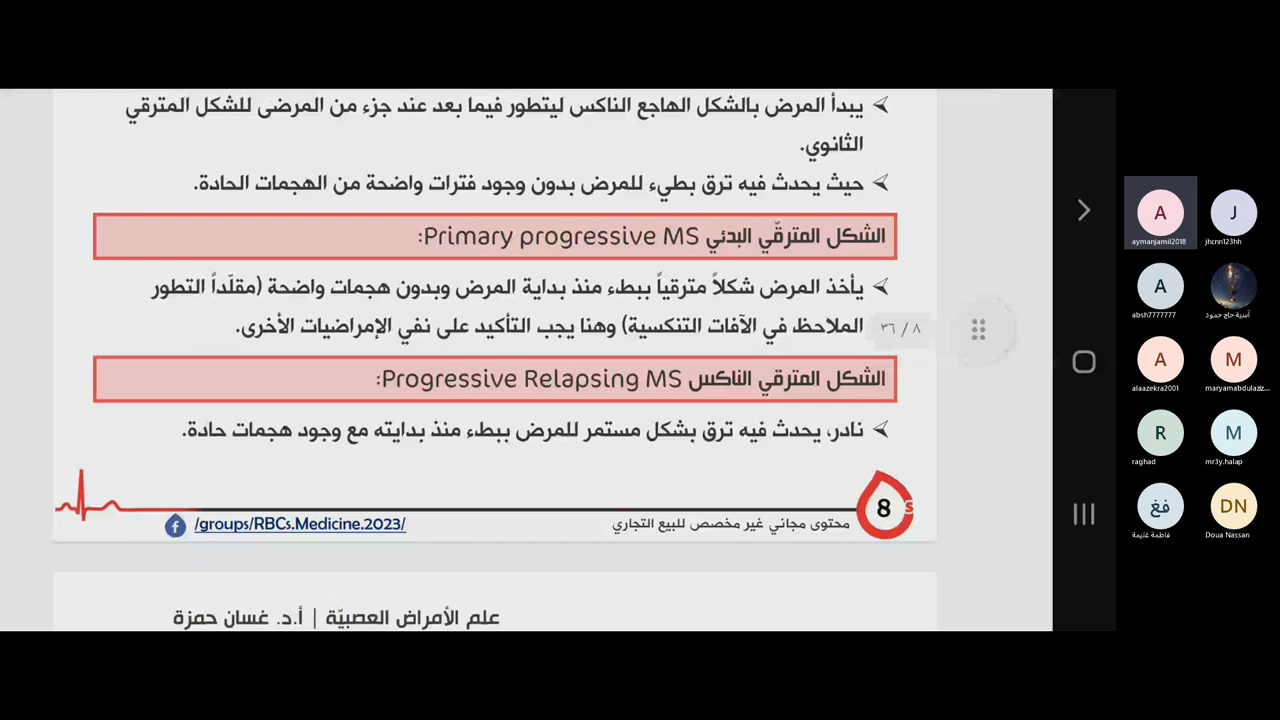 يبدأ المرض بالشكل الهاجع الناكس ليتطور فيما بعد عند جزء من المرضى للشكل المترقي
الثانوي.
حيث يحدث فيه ترق بطيء للمرض بدون وجود فترات واضحة من الهجمات الحادة.
الشكل المترقّي البدئي Primary progressive MS:
يأخذ المرض شكلاً مترقياً ببطء منذ بداية المرض وبدون هجمات واضحة (مقلّداً التطور
الملاحظ في الآفات التنكسية) وهنا يجب التأكيد على نفي الإمراضيات الأخرى.
٨ / ٣٦
الشكل المترقي الناكس Progressive Relapsing MS:
نادر، يحدث فيه ترق بشكل مستمر للمرض ببطء منذ بدايته مع وجود هجمات حادة.
8
S
محتوى مجاني غير مخصص للبيع التجاري
/groups/RBCs.Medicine.2023/
علم الأمراض العصبيّة | أ.د. غسان حمزة
A
aymanjamil2018
J
jhcnn123hh
A
absh7777777
آسية حاج حمود
A
alaazekra2001
M
maryamabdulaziz...
R
raghad
M
mr3y.halap
فغ
فاطمة غنيمة
DN
Doua Nassan